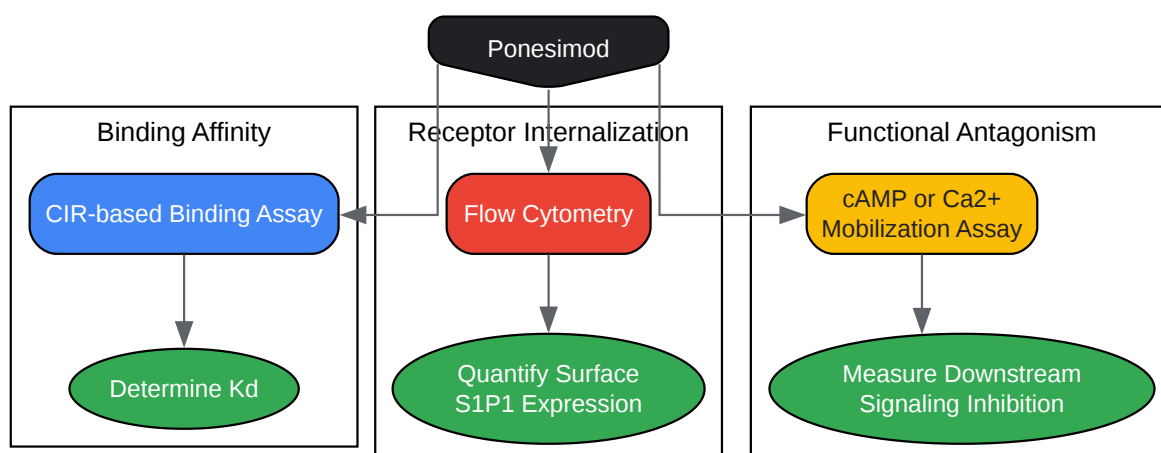 Ponesimod
Binding Affinity
CIR-based Binding Assay
Determine Kd
Receptor Internalization
Flow Cytometry
Quantify Surface
S1P1 Expression
Functional Antagonism
cAMP or Ca2+
Mobilization Assay
Measure Downstream
Signaling Inhibition